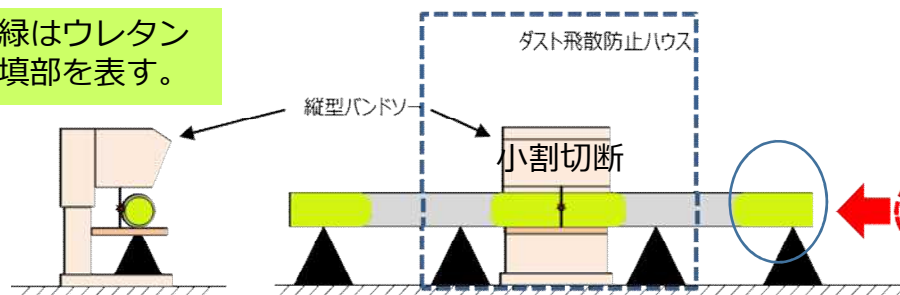 緑はウレタン
填部を表す。
ダスト飛散防止ハウス
縦型バンドソー
小割切断